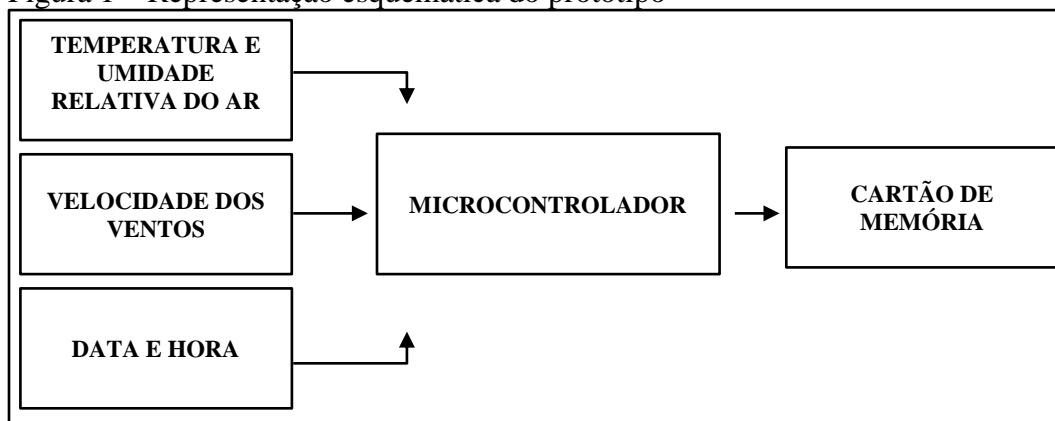 Figura 1 – Representação esquemática do protótipo
TEMPERATURA E
UMIDADE
RELATIVA DO AR
VELOCIDADE DOS
VENTOS
DATA E HORA
MICROCONTROLADOR
CARTÃO DE
MEMÓRIA